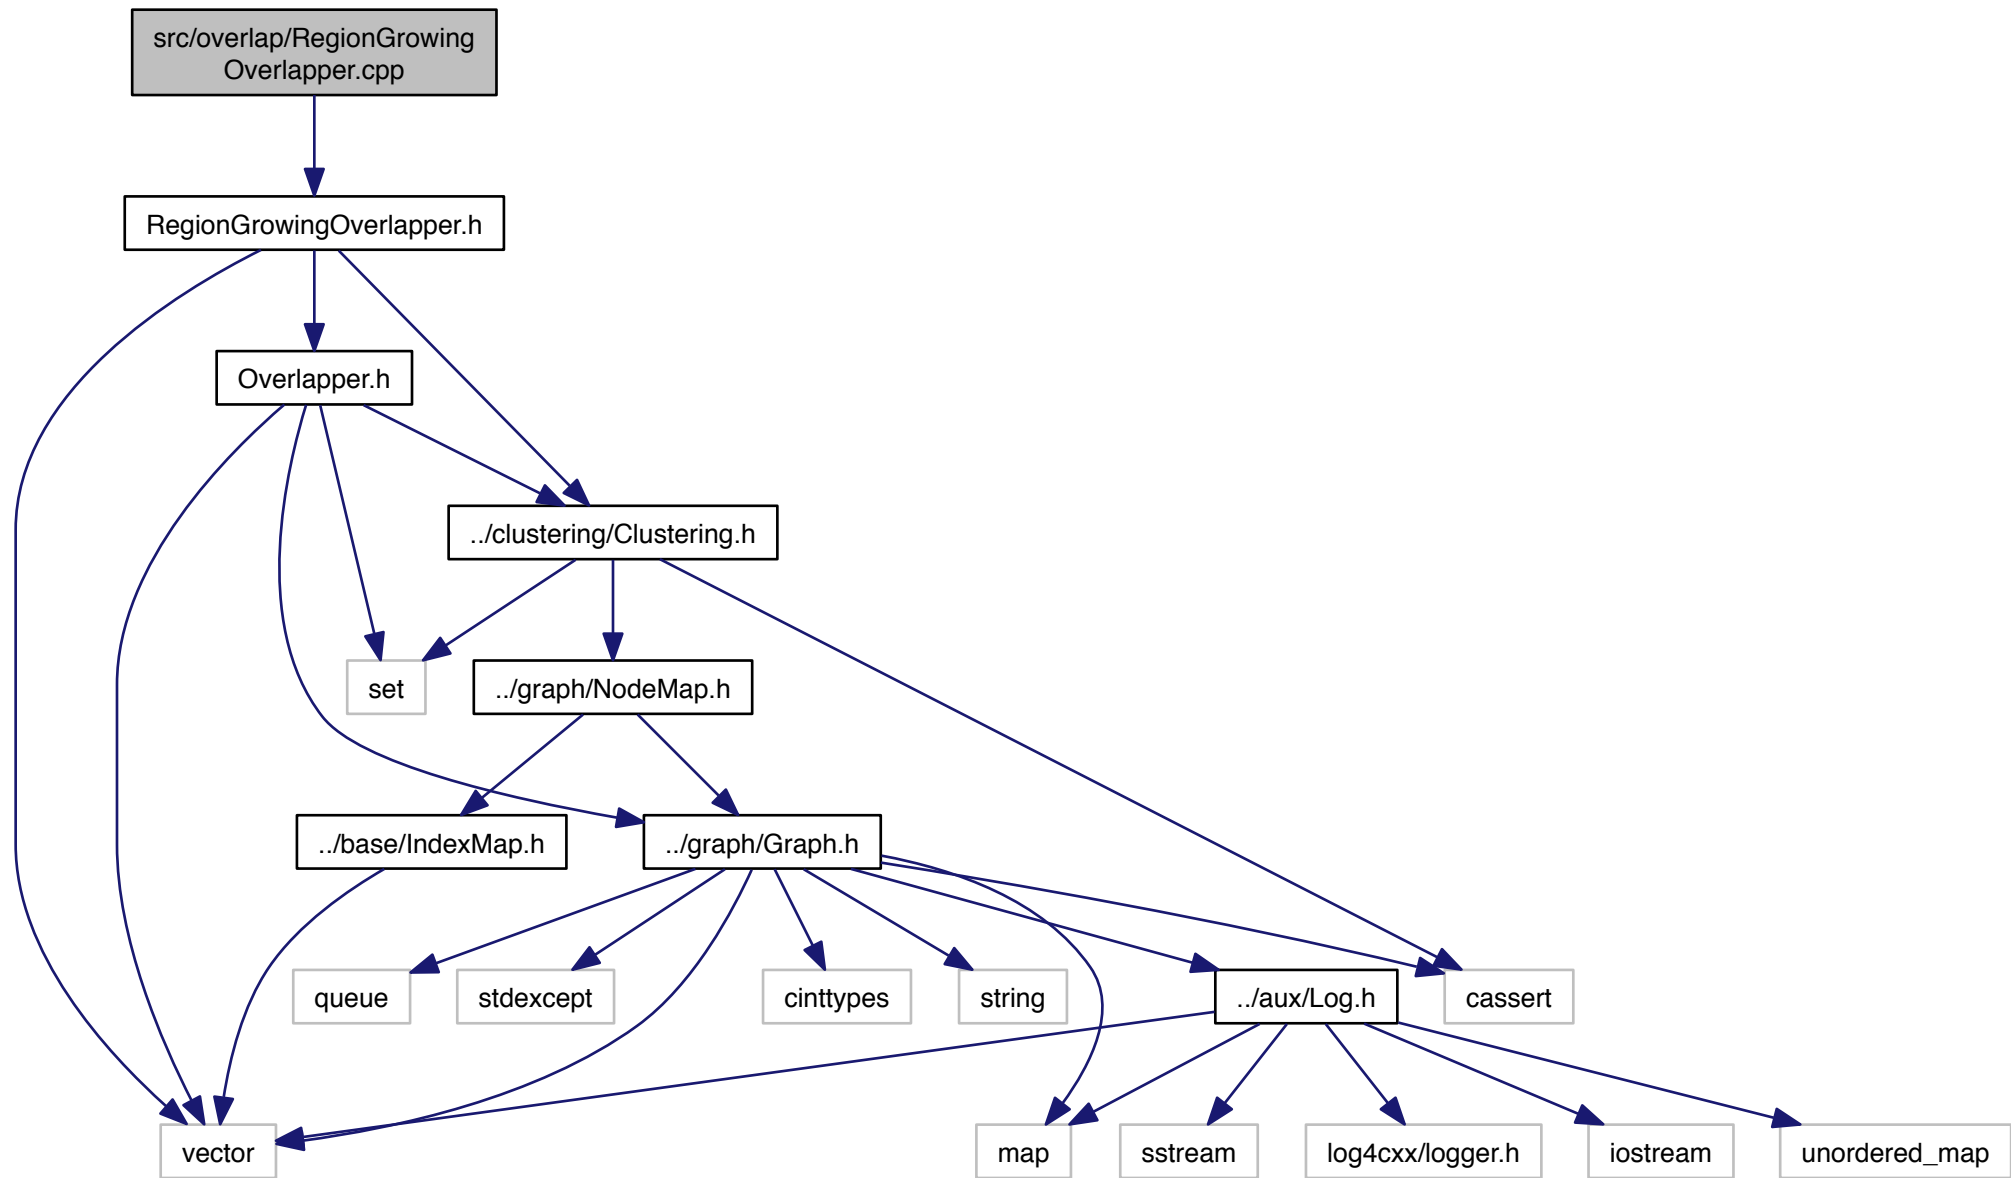 src/overlap/RegionGrowing
Overlapper.cpp
RegionGrowingOverlapper.h
Overlapper.h
../clustering/Clustering.h
set
../graph/NodeMap.h
../base/IndexMap.h
../graph/Graph.h
queue
stdexcept
cinttypes
string
../aux/Log.h
cassert
vector
map
sstream
log4cxx/logger.h
iostream
unordered_map